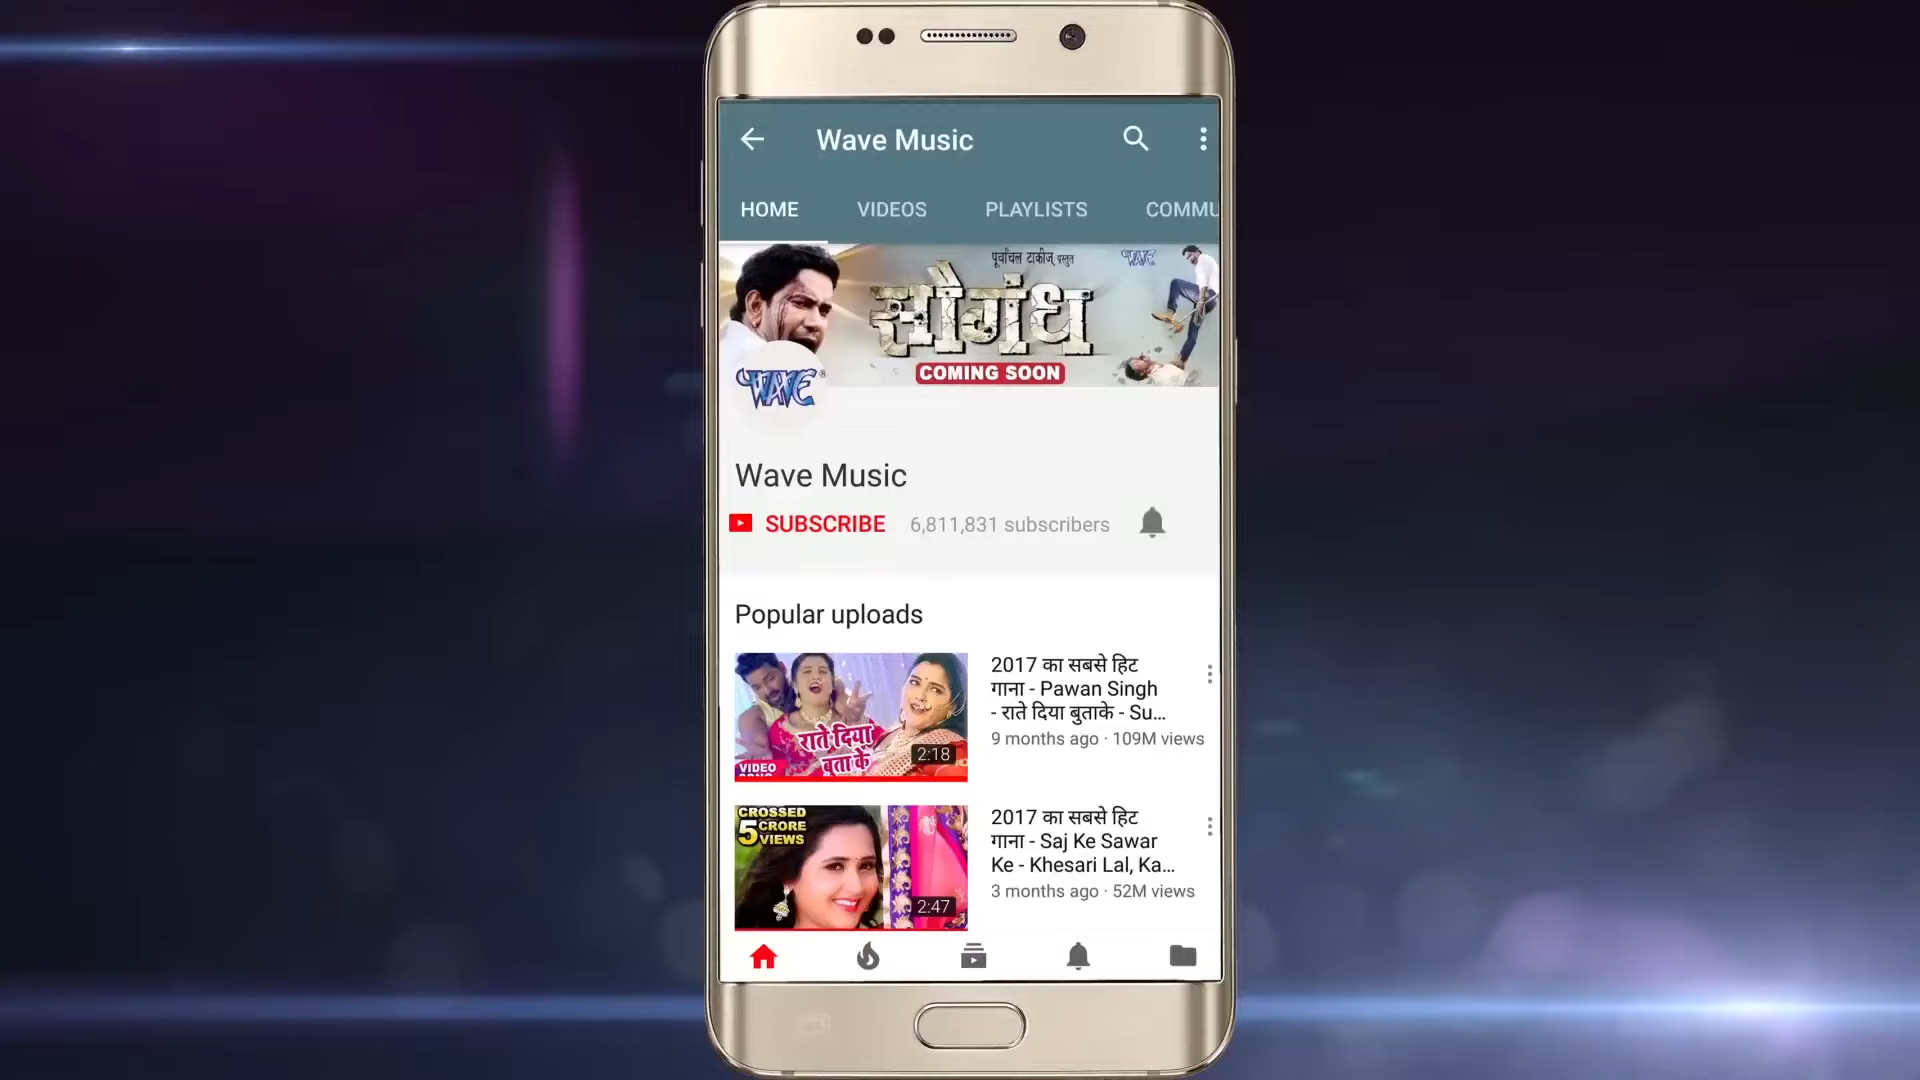 Wave Music
HOME VIDEOS PLAYLISTS COMMU
पूर्वांचल टाकीज् प्रस्तुत
WAVE
सौगंध
COMING SOON
WAVE®
Wave Music
SUBSCRIBE 6,811,831 subscribers
Popular uploads
राते दिया
बुता के
VIDEO
SONG
2:18
2017 का सबसे हिट
गाना - Pawan Singh
- राते दिया बुताके - Su...
9 months ago · 109M views
CROSSED
5 CRORE
VIEWS
2:47
2017 का सबसे हिट
गाना - Saj Ke Sawar
Ke - Khesari Lal, Ka...
3 months ago · 52M views